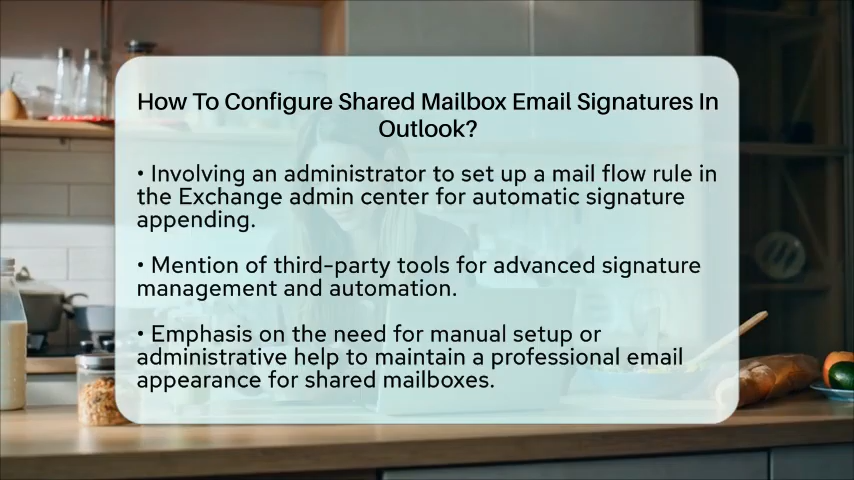 How To Configure Shared Mailbox Email Signatures In
Outlook?
• Involving an administrator to set up a mail flow rule in
the Exchange admin center for automatic signature
appending.
• Mention of third-party tools for advanced signature
management and automation.
• Emphasis on the need for manual setup or
administrative help to maintain a professional email
appearance for shared mailboxes.